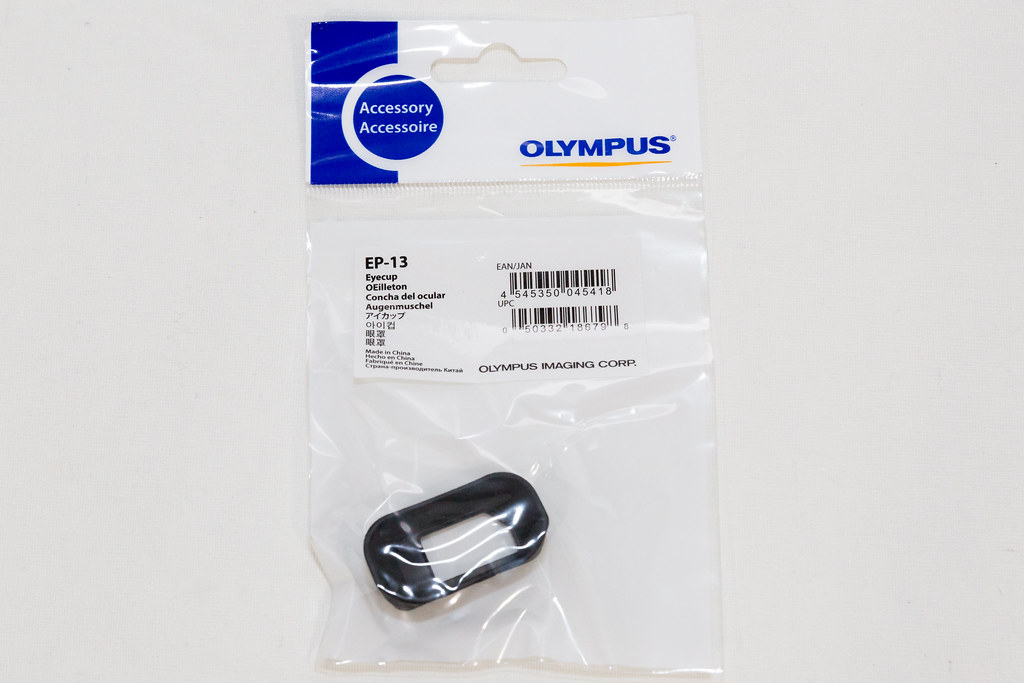 Accessory
Accessoire
OLYMPUS®
EP-13
Eyecup
OEilleton
Concha del ocular
Augenmuschel
アイカップ
아이컵
眼罩
眼罩
Made in China
Hecho en China
Fabriqué en Chine
Страна-производитель Китай
EAN/JAN
4 545350 045418
UPC
0 50332 18679 8
OLYMPUS IMAGING CORP.